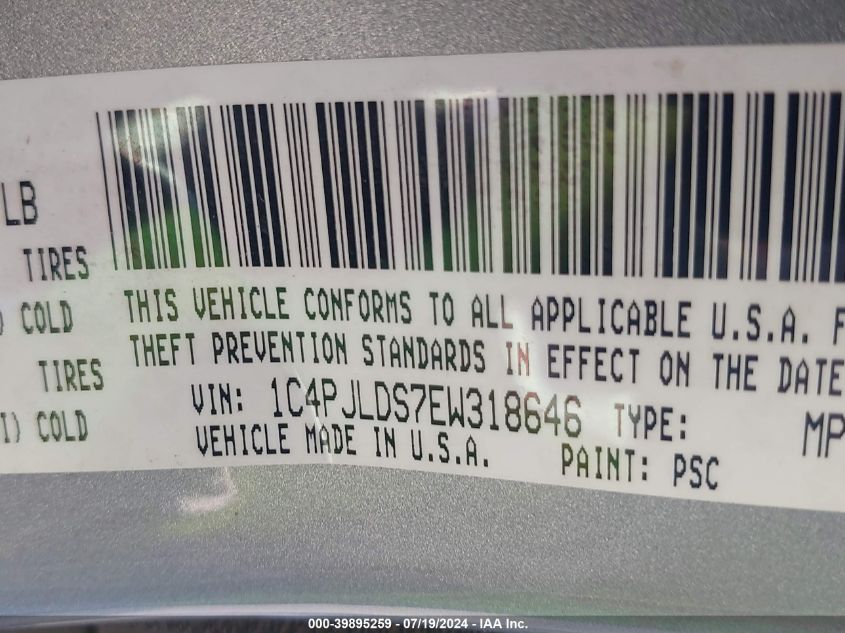 LB
TIRES
) COLD
TIRES
I) COLD
THIS VEHICLE CONFORMS TO ALL APPLICABLE U.S.A. F
THEFT PREVENTION STANDARDS IN EFFECT ON THE DATE
VIN: 1C4PJLDS7EW318646 TYPE: MP
VEHICLE MADE IN U.S.A. PAINT: PSC
000-39895259 - 07/19/2024 - IAA Inc.